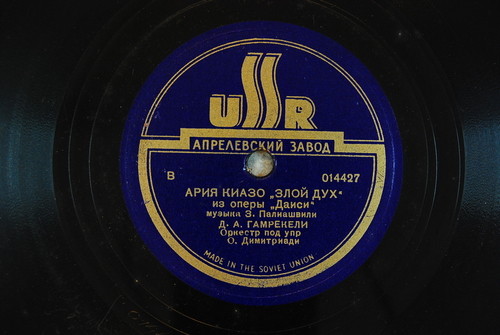 USSR
АПРЕЛЕВСКИЙ ЗАВОД
В 014427
АРИЯ КИАЗО „ЗЛОЙ ДУХ"
из оперы „Даиси"
музыка З. Палиашвили
Д. А. ГАМРЕКЕЛИ
Оркестр под упр
О. Димитриади
MADE IN THE SOVIET UNION